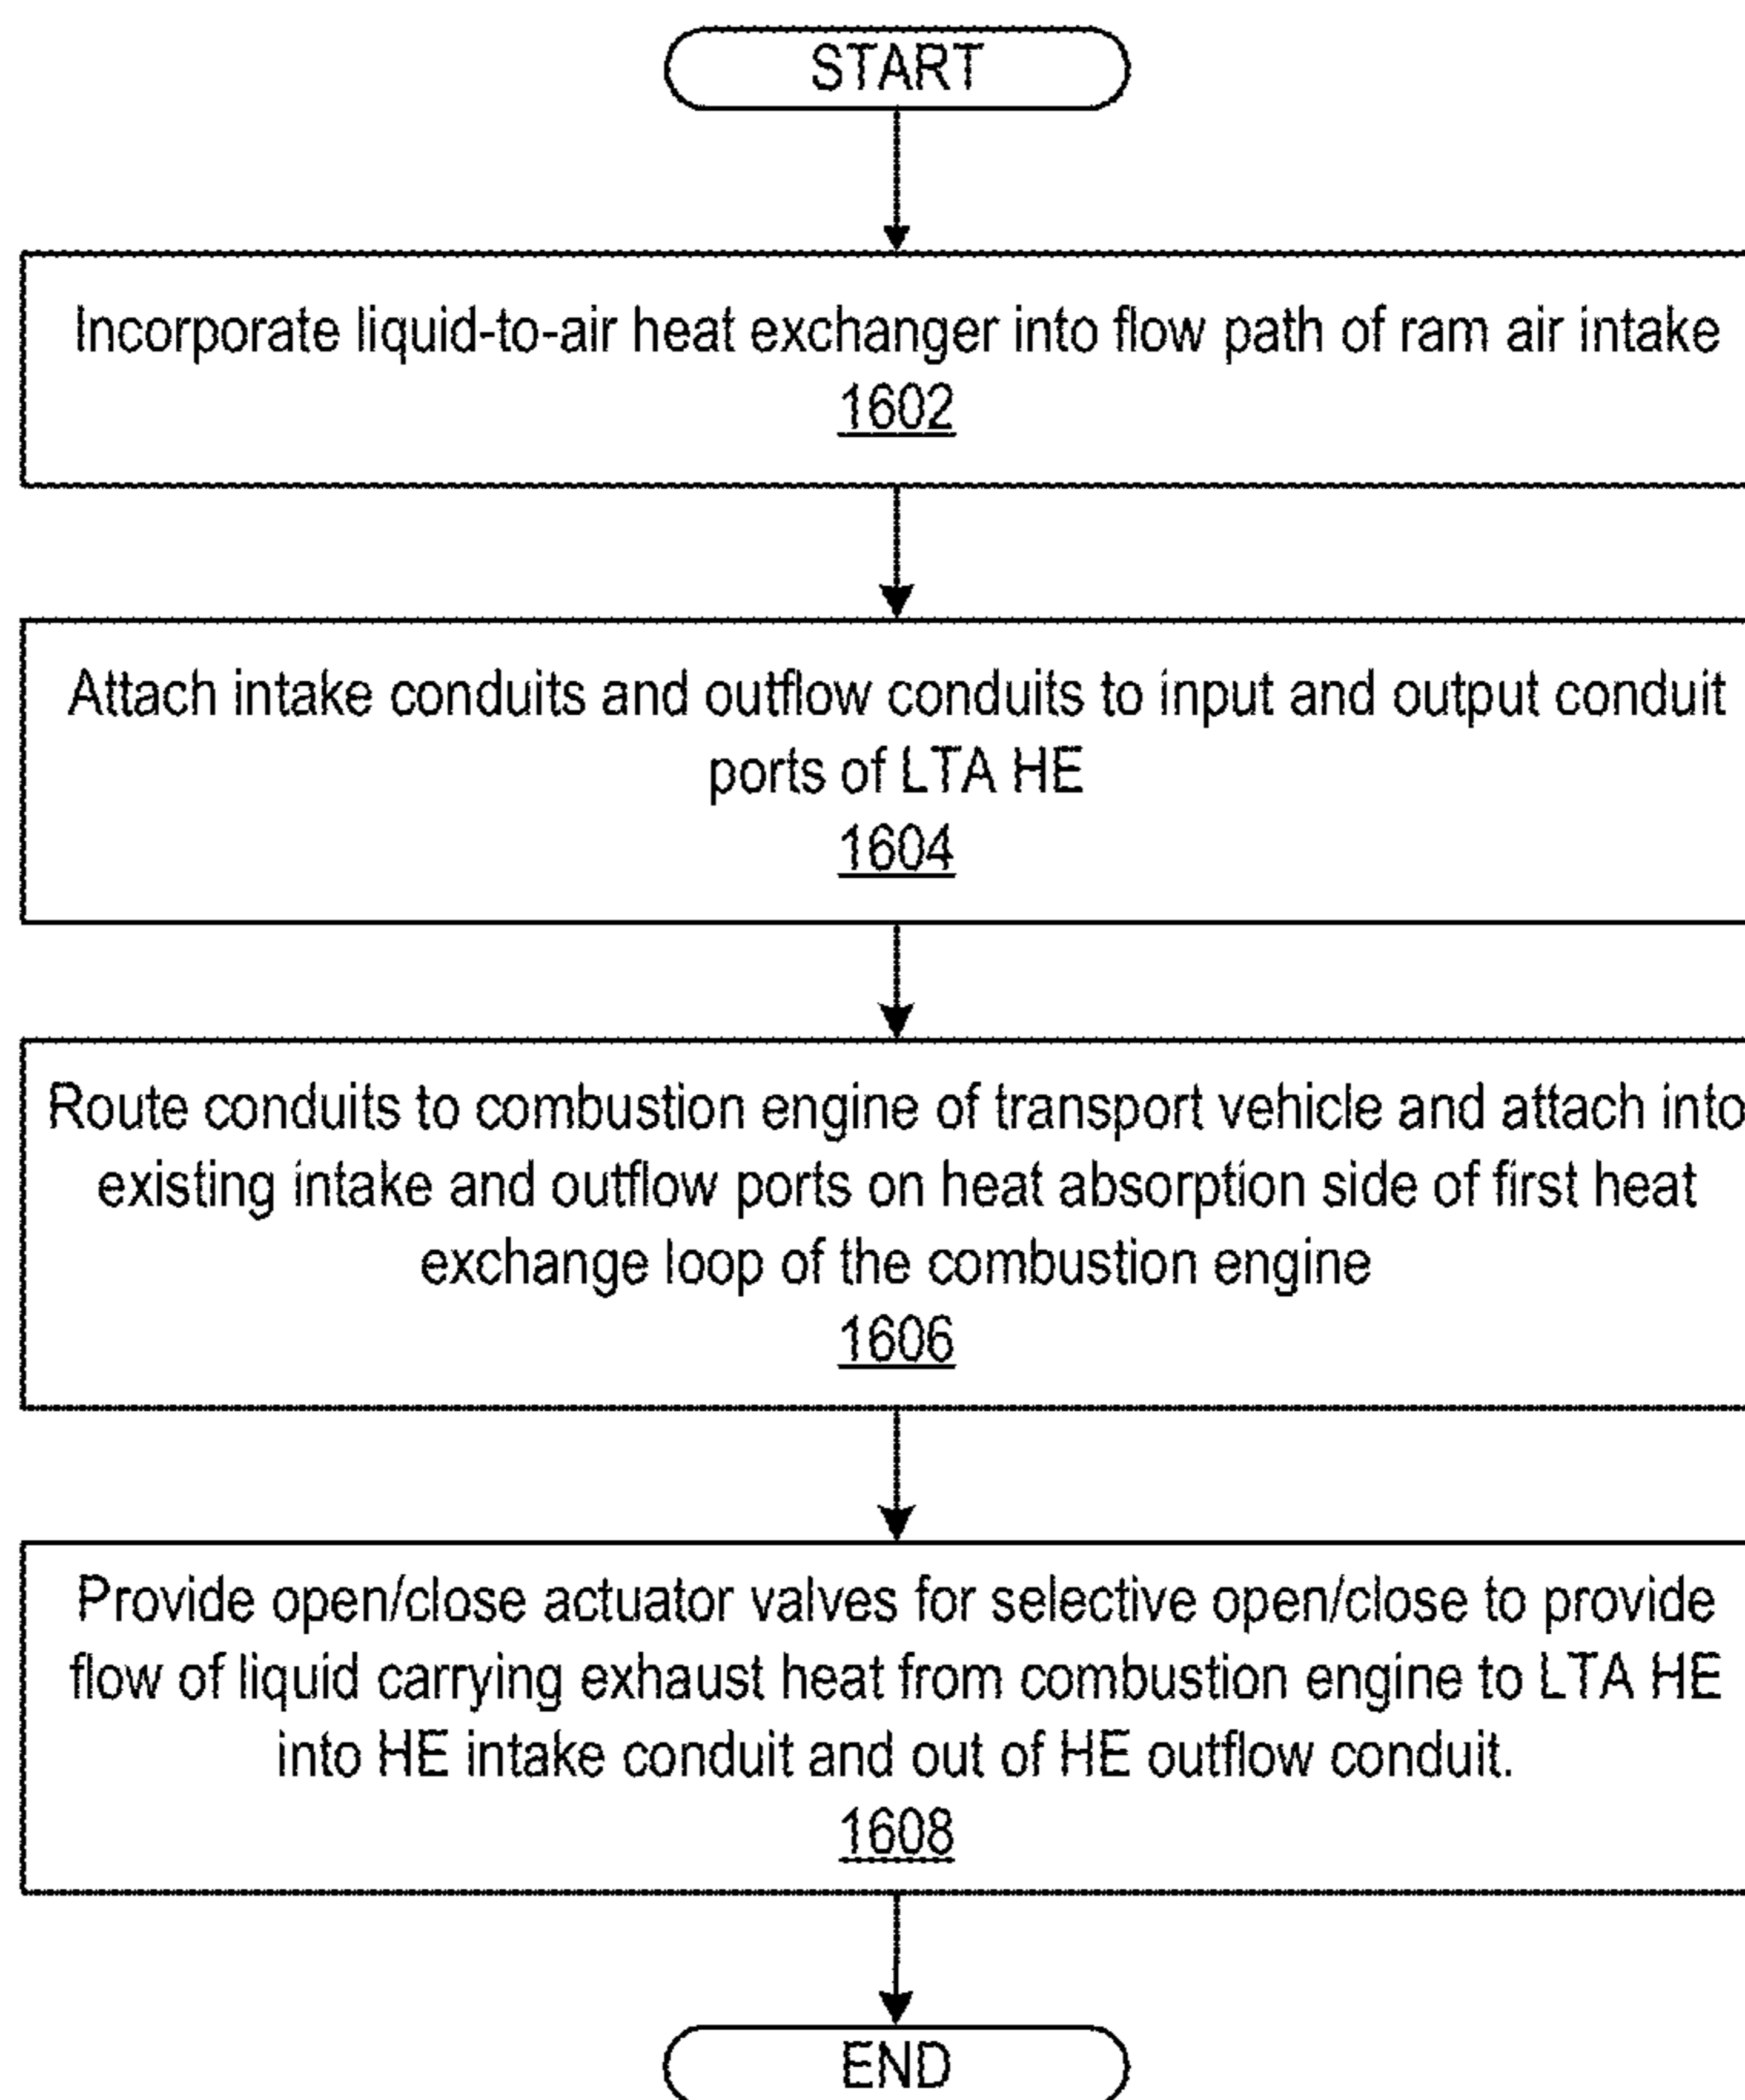 START
Incorporate liquid-to-air heat exchanger into flow path of ram air intake
1602
Attach intake conduits and outflow conduits to input and output conduit
ports of LTA HE
1604
Route conduits to combustion engine of transport vehicle and attach into
existing intake and outflow ports on heat absorption side of first heat
exchange loop of the combustion engine
1606
Provide open/close actuator valves for selective open/close to provide
flow of liquid carrying exhaust heat from combustion engine to LTA HE
into HE intake conduit and out of HE outflow conduit.
1608
END